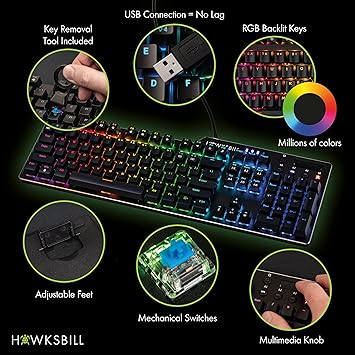 Key Removal
Tool Included
USB Connection = No Lag
RGB Backlit Keys
Millions of colors
HAWKSBILL
Adjustable Feet
Mechanical Switches
Multimedia Knob
HAWKSBILL